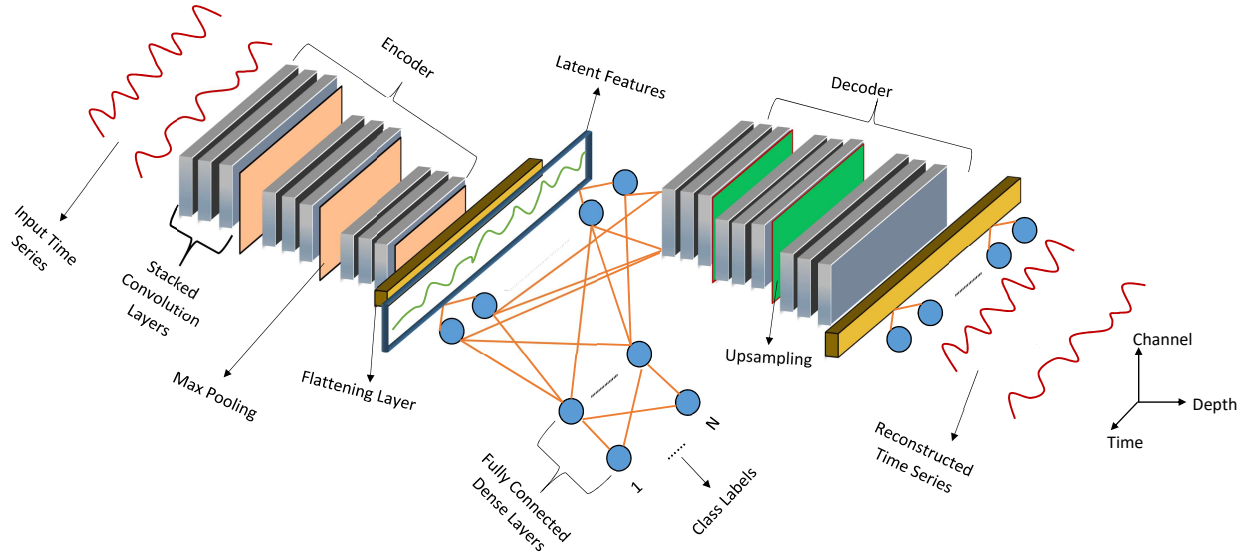 Encoder
Latent Features
Decoder
Input Time
Series
Stacked
Convolution
Layers
Max Pooling
Flattening Layer
Upsampling
Fully Connected
Dense Layers
1
N
Class Labels
Reconstructed
Time Series
Channel
Depth
Time